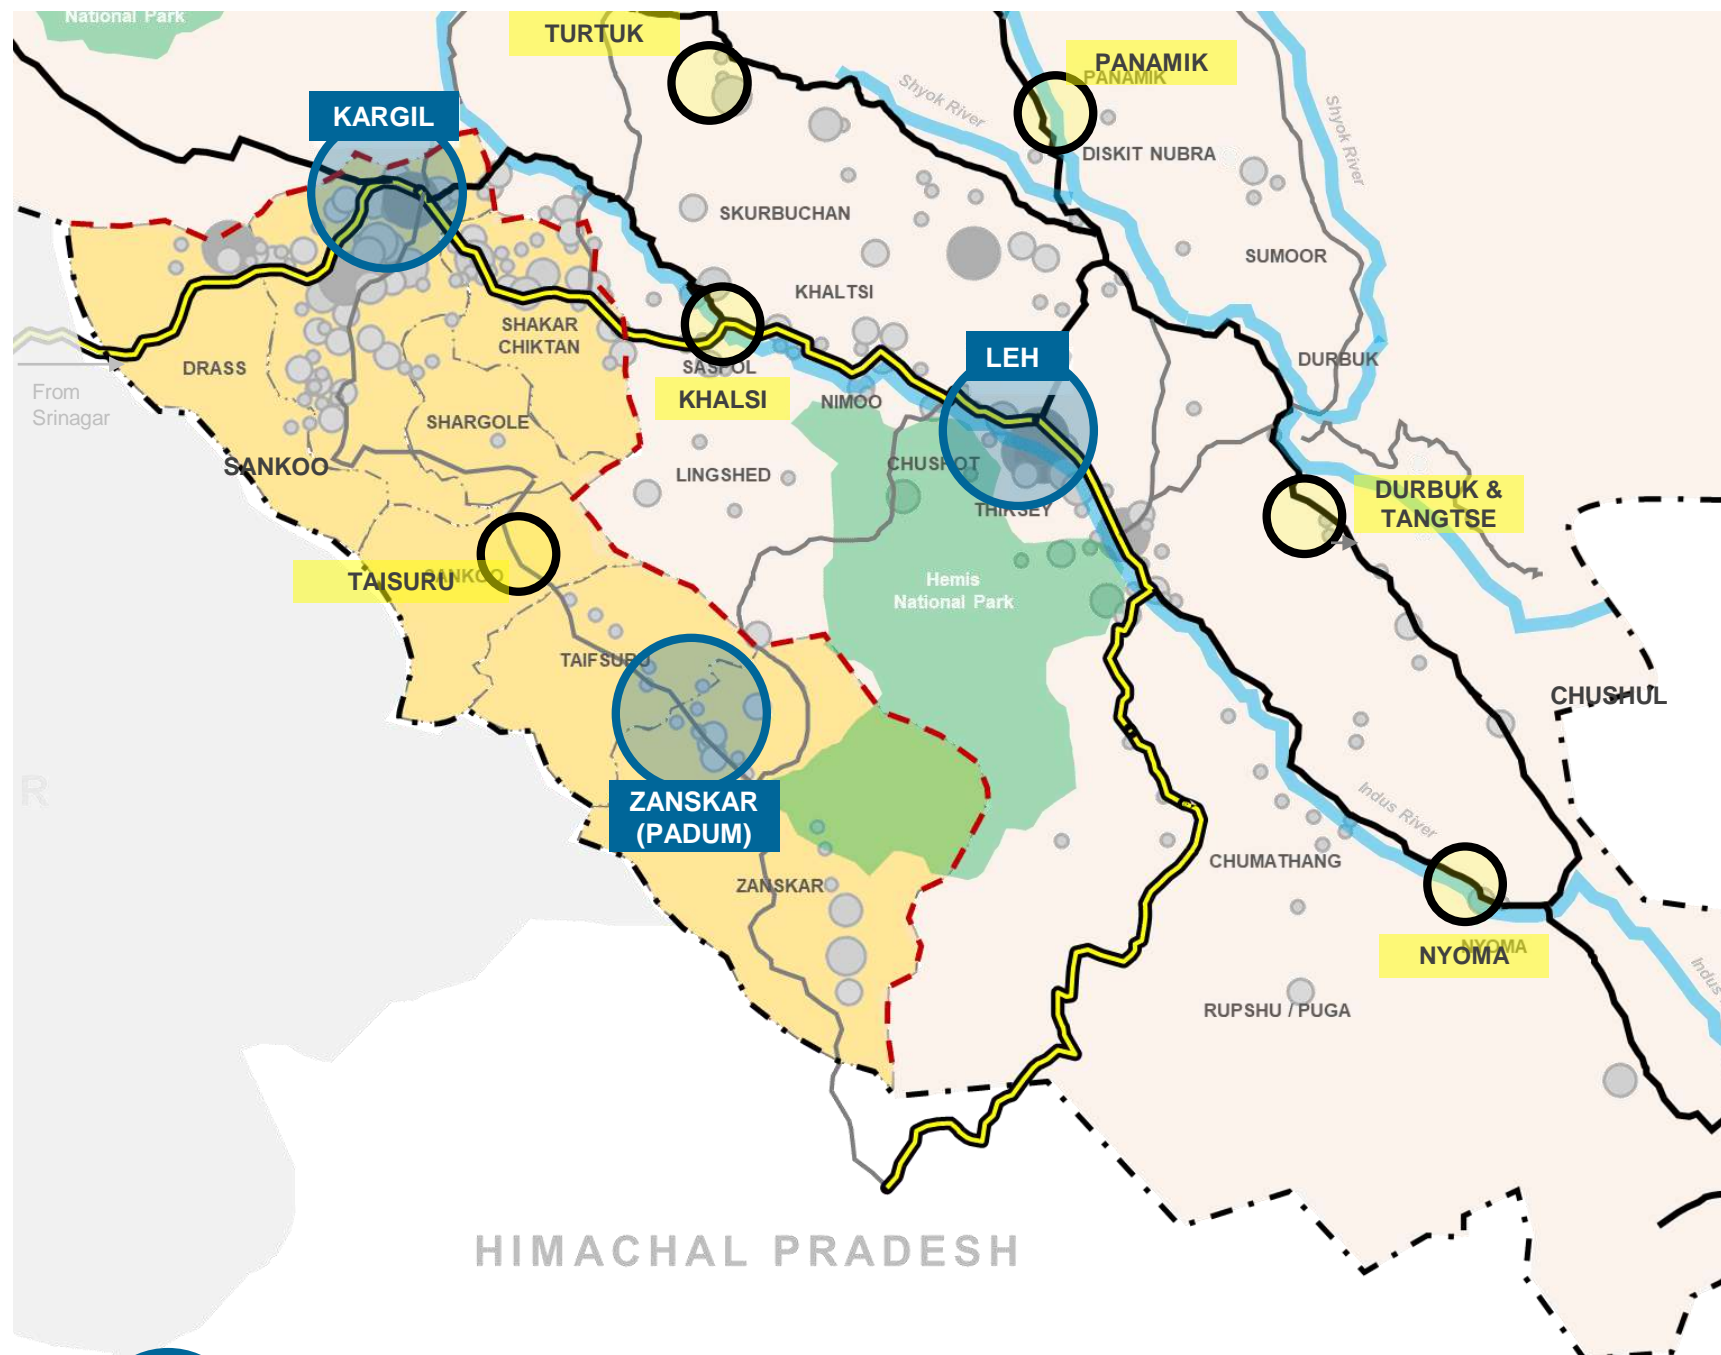 National Park
TURTUK
PANAMIK
PANAMIK
KARGIL
Shyok River
Shyok River
DISKIT NUBRA
SKURBUCHAN
SUMOOR
KHALTSI
SHAKAR
CHIKTAN
LEH
DURBUK
DRASS
SASPOL
From
Srinagar
KHALSI
NIMOO
SHARGOLE
SANKOO
LINGSHED
CHUSHOT
THIKSEY
DURBUK &
TANGTSE
TAISURU
SANKOO
Hemis
National Park
TAIFSURU
CHUSHUL
R
ZANSKAR
(PADUM)
Indus River
CHUMATHANG
ZANSKAR
NYOMA
NYOMA
Indus
RUPSHU / PUGA
HIMACHAL PRADESH